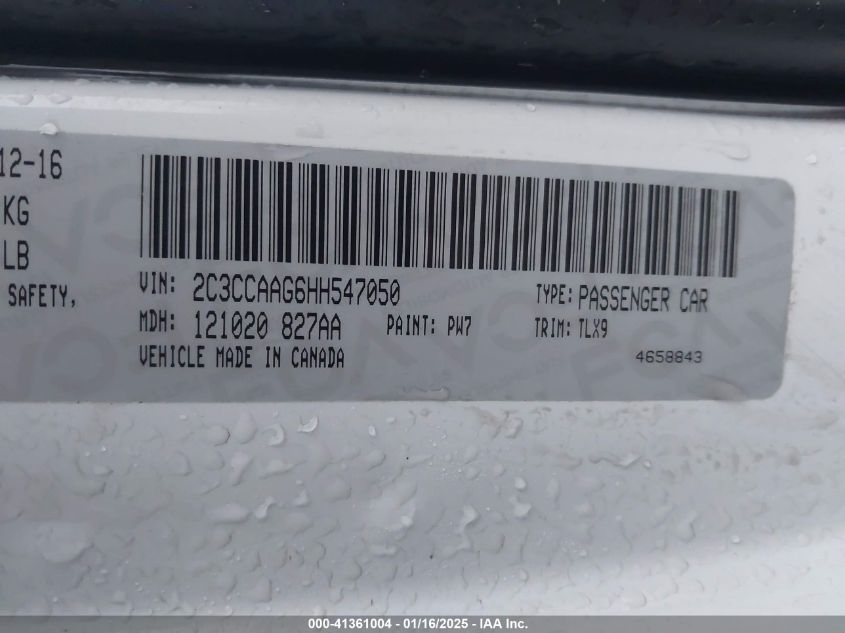 12-16
KG
LB
SAFETY,
VIN: 2C3CCAAG6HH547050
TYPE: PASSENGER CAR
MDH: 121020 827AA
PAINT: PW7
TRIM: TLX9
VEHICLE MADE IN CANADA
4658843
000-41361004 - 01/16/2025 - IAA Inc.